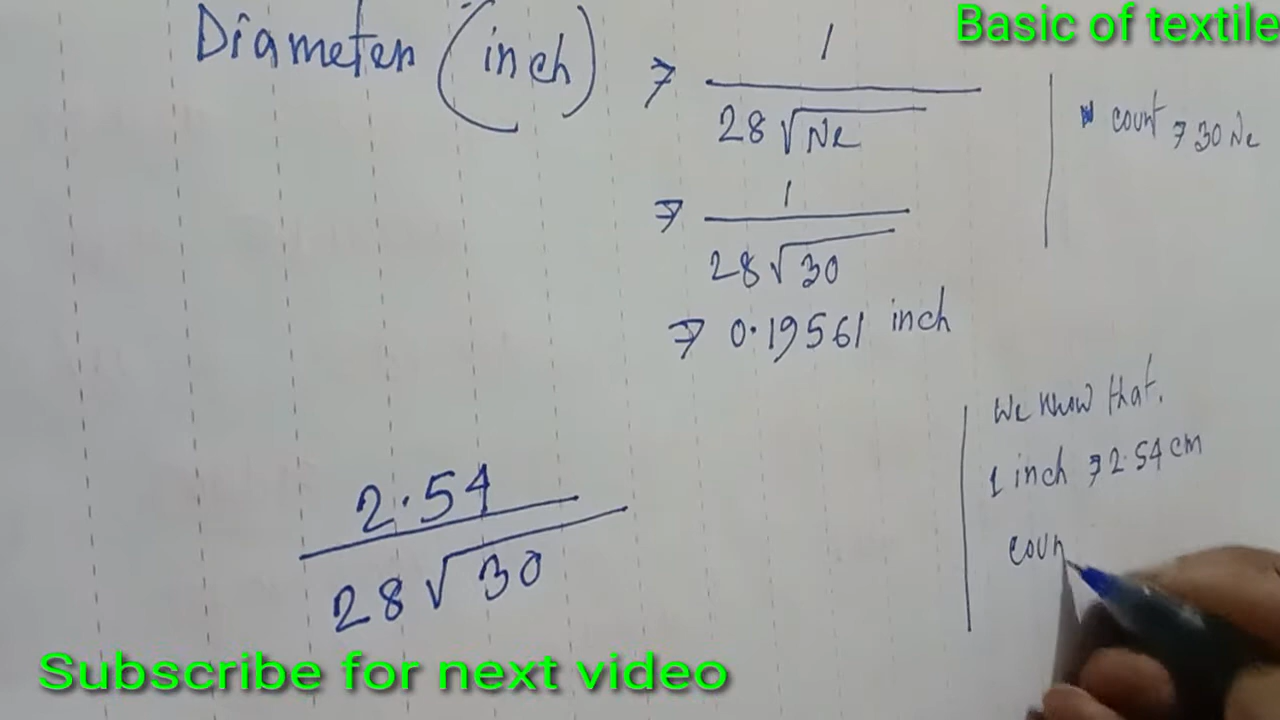 Basic of textile
Diameter (inch) ⇒ 1 / 28√Ne
count ⇒ 30 Ne
⇒ 1 / 28√30
⇒ 0.19561 inch
We know that.
1 inch ⇒ 2.54 cm
coun
2.54 / 28√30
Subscribe for next video